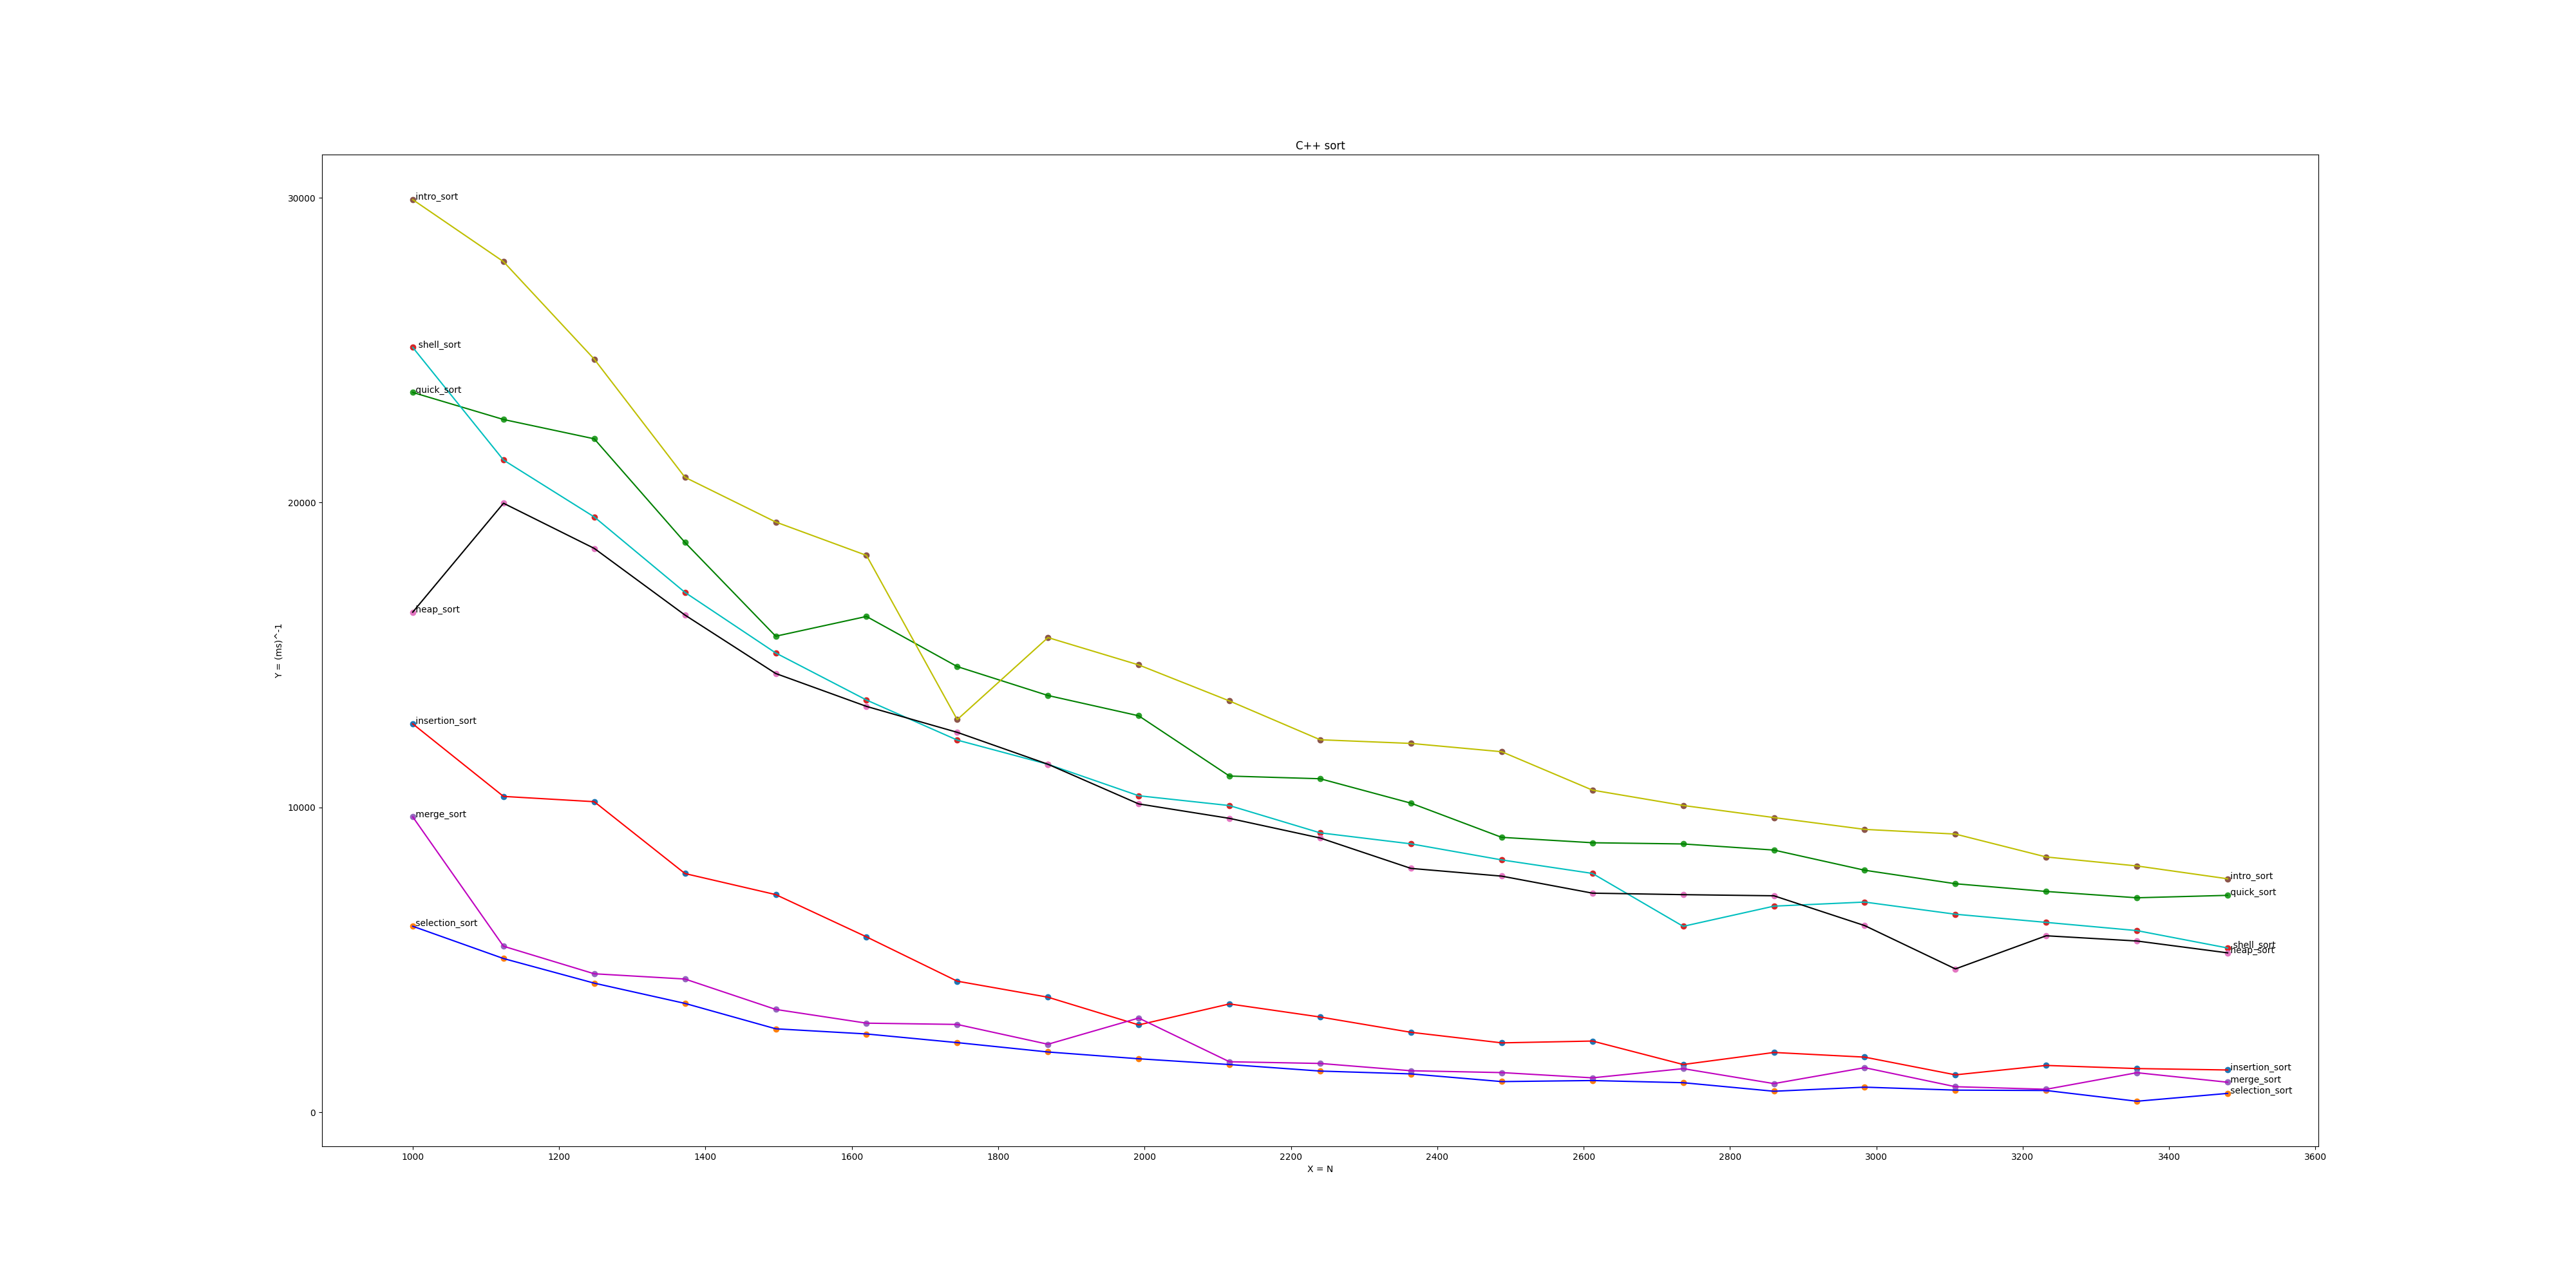 C++ sort
30000
20000
10000
0
Y = (ms)^-1
intro_sort
shell_sort
quick_sort
heap_sort
insertion_sort
merge_sort
selection_sort
intro_sort
quick_sort
shell_sort
heap_sort
insertion_sort
merge_sort
selection_sort
1000 1200 1400 1600 1800 2000 2200 2400 2600 2800 3000 3200 3400 3600
X = N